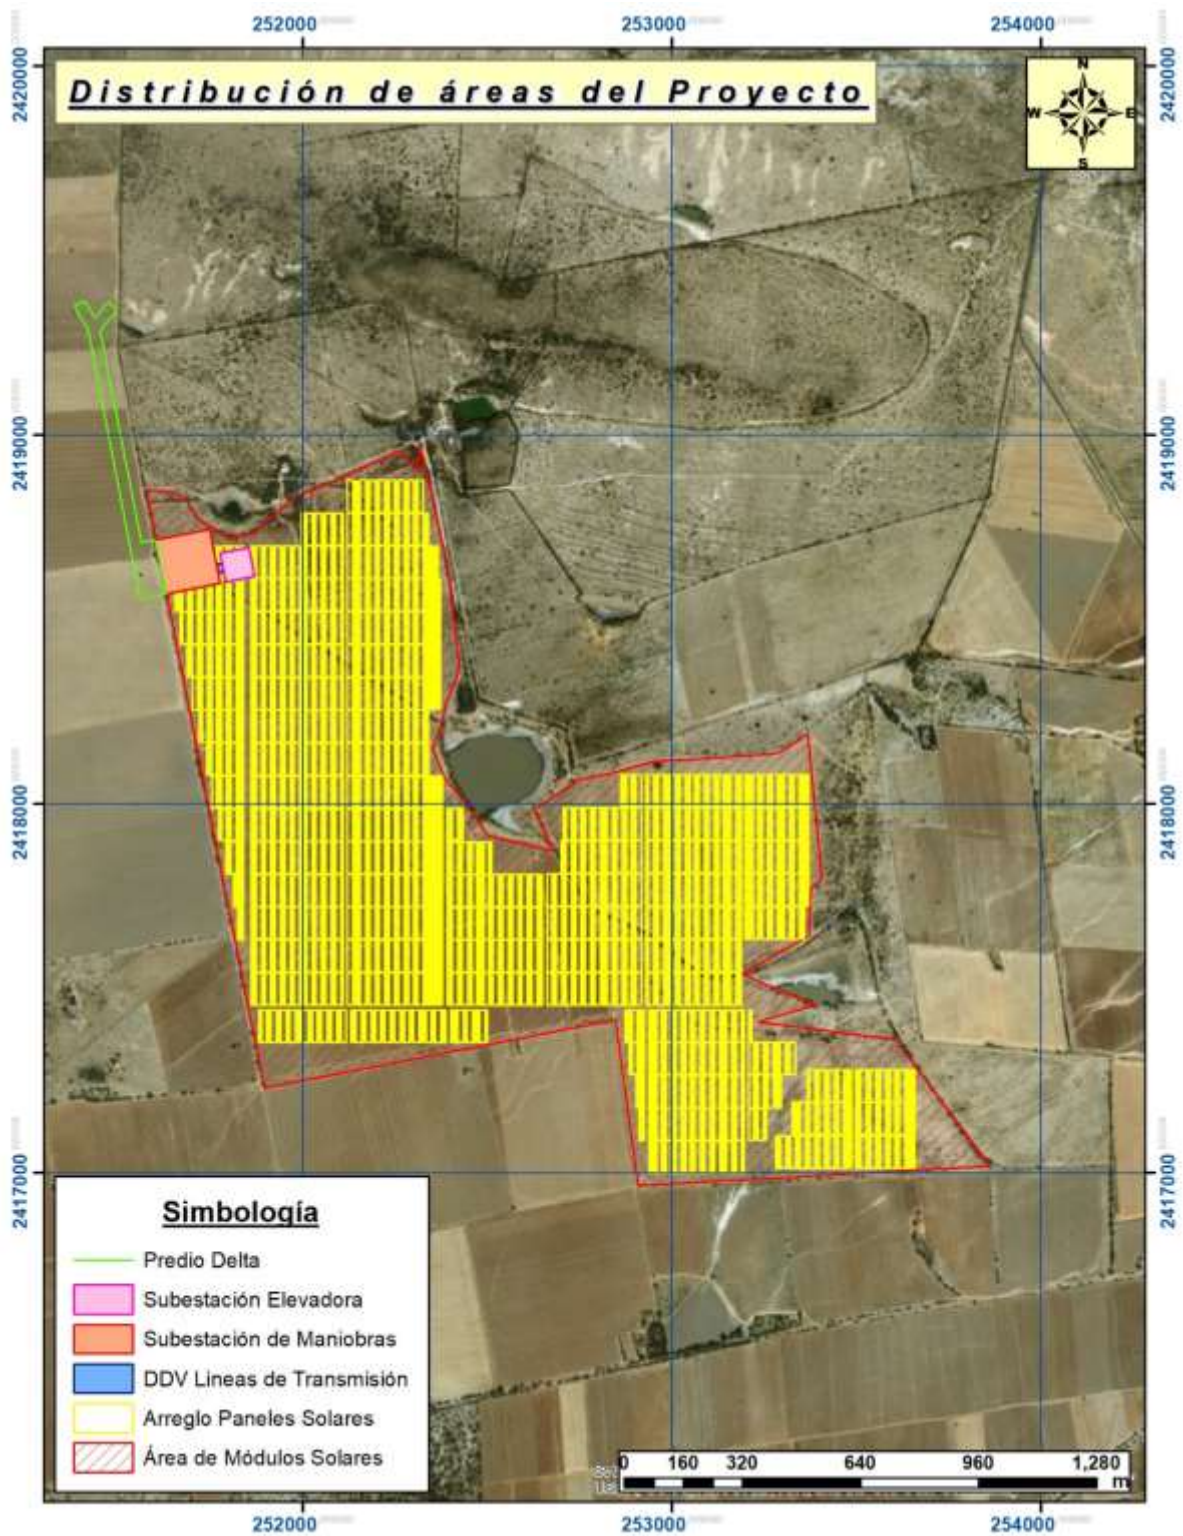 252000 253000 254000
2420000 2420000
Distribución de áreas del Proyecto
N
W E
S
2419000 2419000
2418000 2418000
2417000 2417000
Simbología
Predio Delta
Subestación Elevadora
Subestación de Maniobras
DDV Lineas de Transmisión
Arreglo Paneles Solares
Área de Módulos Solares
0 160 320 640 960 1,280
m
252000 253000 254000